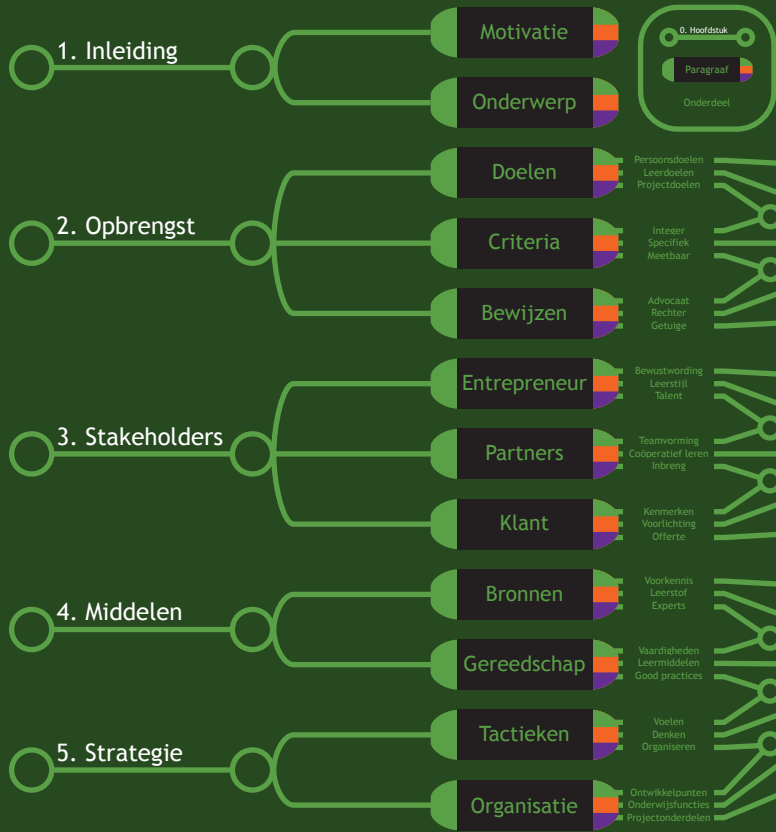 0. Hoofdstuk
Paragraaf
Onderdeel
1. Inleiding
Motivatie
Onderwerp
2. Opbrengst
Doelen
Persoonsdoelen
Leerdoelen
Projectdoelen
Criteria
Integer
Specifiek
Meetbaar
Bewijzen
Advocaat
Rechter
Getuige
3. Stakeholders
Entrepreneur
Bewustwording
Leerstijl
Talent
Partners
Teamvorming
Coöperatief leren
Inbreng
Klant
Kenmerken
Voorlichting
Offerte
4. Middelen
Bronnen
Voorkennis
Leerstof
Experts
Gereedschap
Vaardigheden
Leermiddelen
Good practices
5. Strategie
Tactieken
Voelen
Denken
Organiseren
Organisatie
Ontwikkelpunten
Onderwijsfuncties
Projectonderdelen